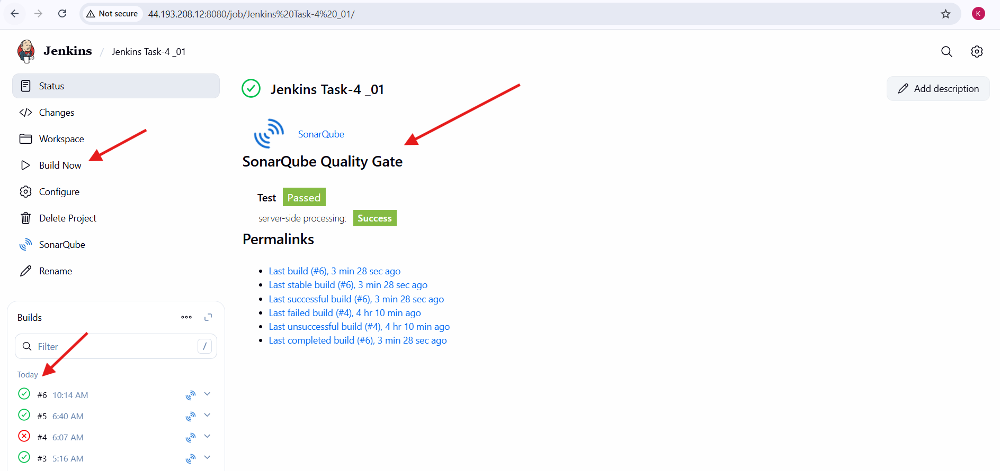 Not secure 44.193.208.12:8080/job/Jenkins%20Task-4%20_01/
K
Jenkins / Jenkins Task-4 _01
Status
Changes
Workspace
Build Now
Configure
Delete Project
SonarQube
Rename
Builds
Filter /
Today
#6 10:14 AM
#5 6:40 AM
#4 6:07 AM
#3 5:16 AM
Jenkins Task-4 _01
Add description
SonarQube
SonarQube Quality Gate
Test Passed
server-side processing: Success
Permalinks
• Last build (#6), 3 min 28 sec ago
• Last stable build (#6), 3 min 28 sec ago
• Last successful build (#6), 3 min 28 sec ago
• Last failed build (#4), 4 hr 10 min ago
• Last unsuccessful build (#4), 4 hr 10 min ago
• Last completed build (#6), 3 min 28 sec ago